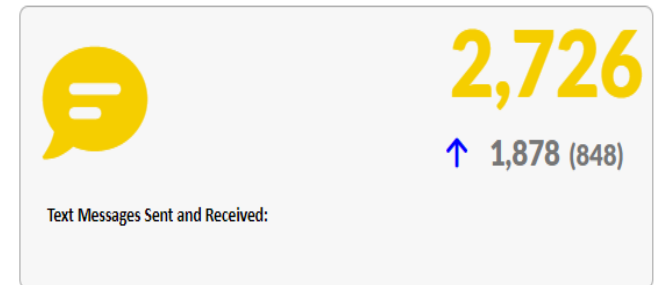 2,726
↑ 1,878 (848)
Text Messages Sent and Received: